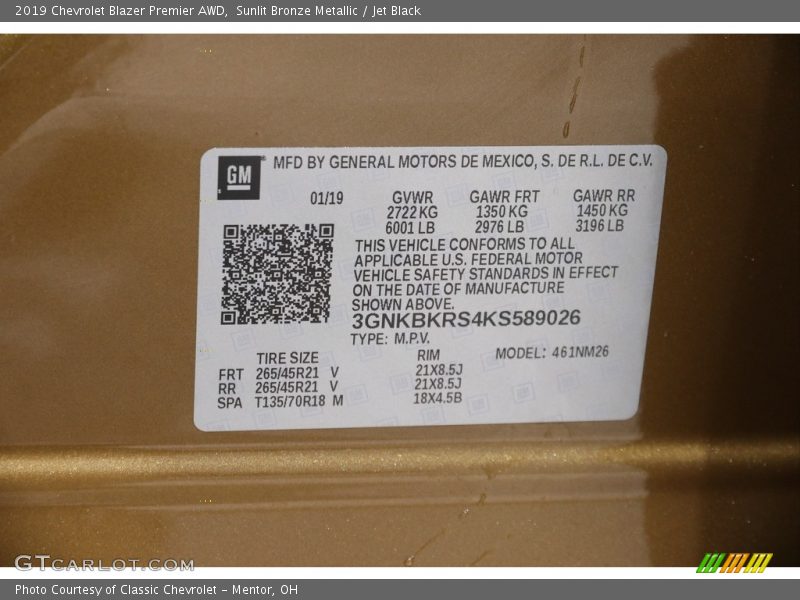 2019 Chevrolet Blazer Premier AWD,  Sunlit Bronze Metallic / Jet Black
GM
MFD BY GENERAL MOTORS DE MEXICO, S. DE R.L. DE C.V.
01/19 GVWR GAWR FRT GAWR RR
2722 KG 1350 KG 1450 KG
6001 LB 2976 LB 3196 LB
THIS VEHICLE CONFORMS TO ALL
APPLICABLE U.S. FEDERAL MOTOR
VEHICLE SAFETY STANDARDS IN EFFECT
ON THE DATE OF MANUFACTURE
SHOWN ABOVE.
3GNKBKRS4KS589026
TYPE: M.P.V.
TIRE SIZE RIM MODEL: 461NM26
FRT 265/45R21 V 21X8.5J
RR 265/45R21 V 21X8.5J
SPA T135/70R18 M 18X4.5B
GTCARLOT.COM
Photo Courtesy of Classic Chevrolet - Mentor, OH